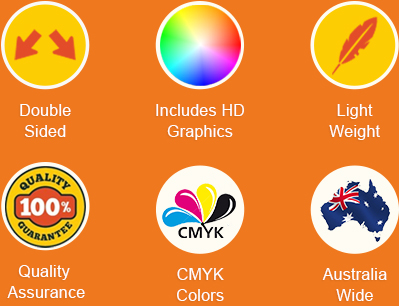 Double
Sided
Includes HD
Graphics
Light
Weight
QUALITY
100%
GUARANTEE
Quality
Assurance
CMYK
CMYK
Colors
Australia
Wide